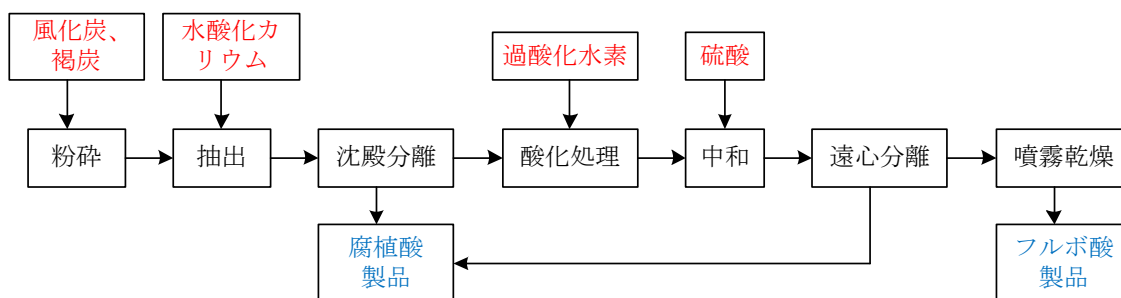 風化炭、
褐炭
水酸化カ
リウム
過酸化水素
硫酸
粉砕
抽出
沈殿分離
酸化処理
中和
遠心分離
噴霧乾燥
腐植酸
製品
フルボ酸
製品